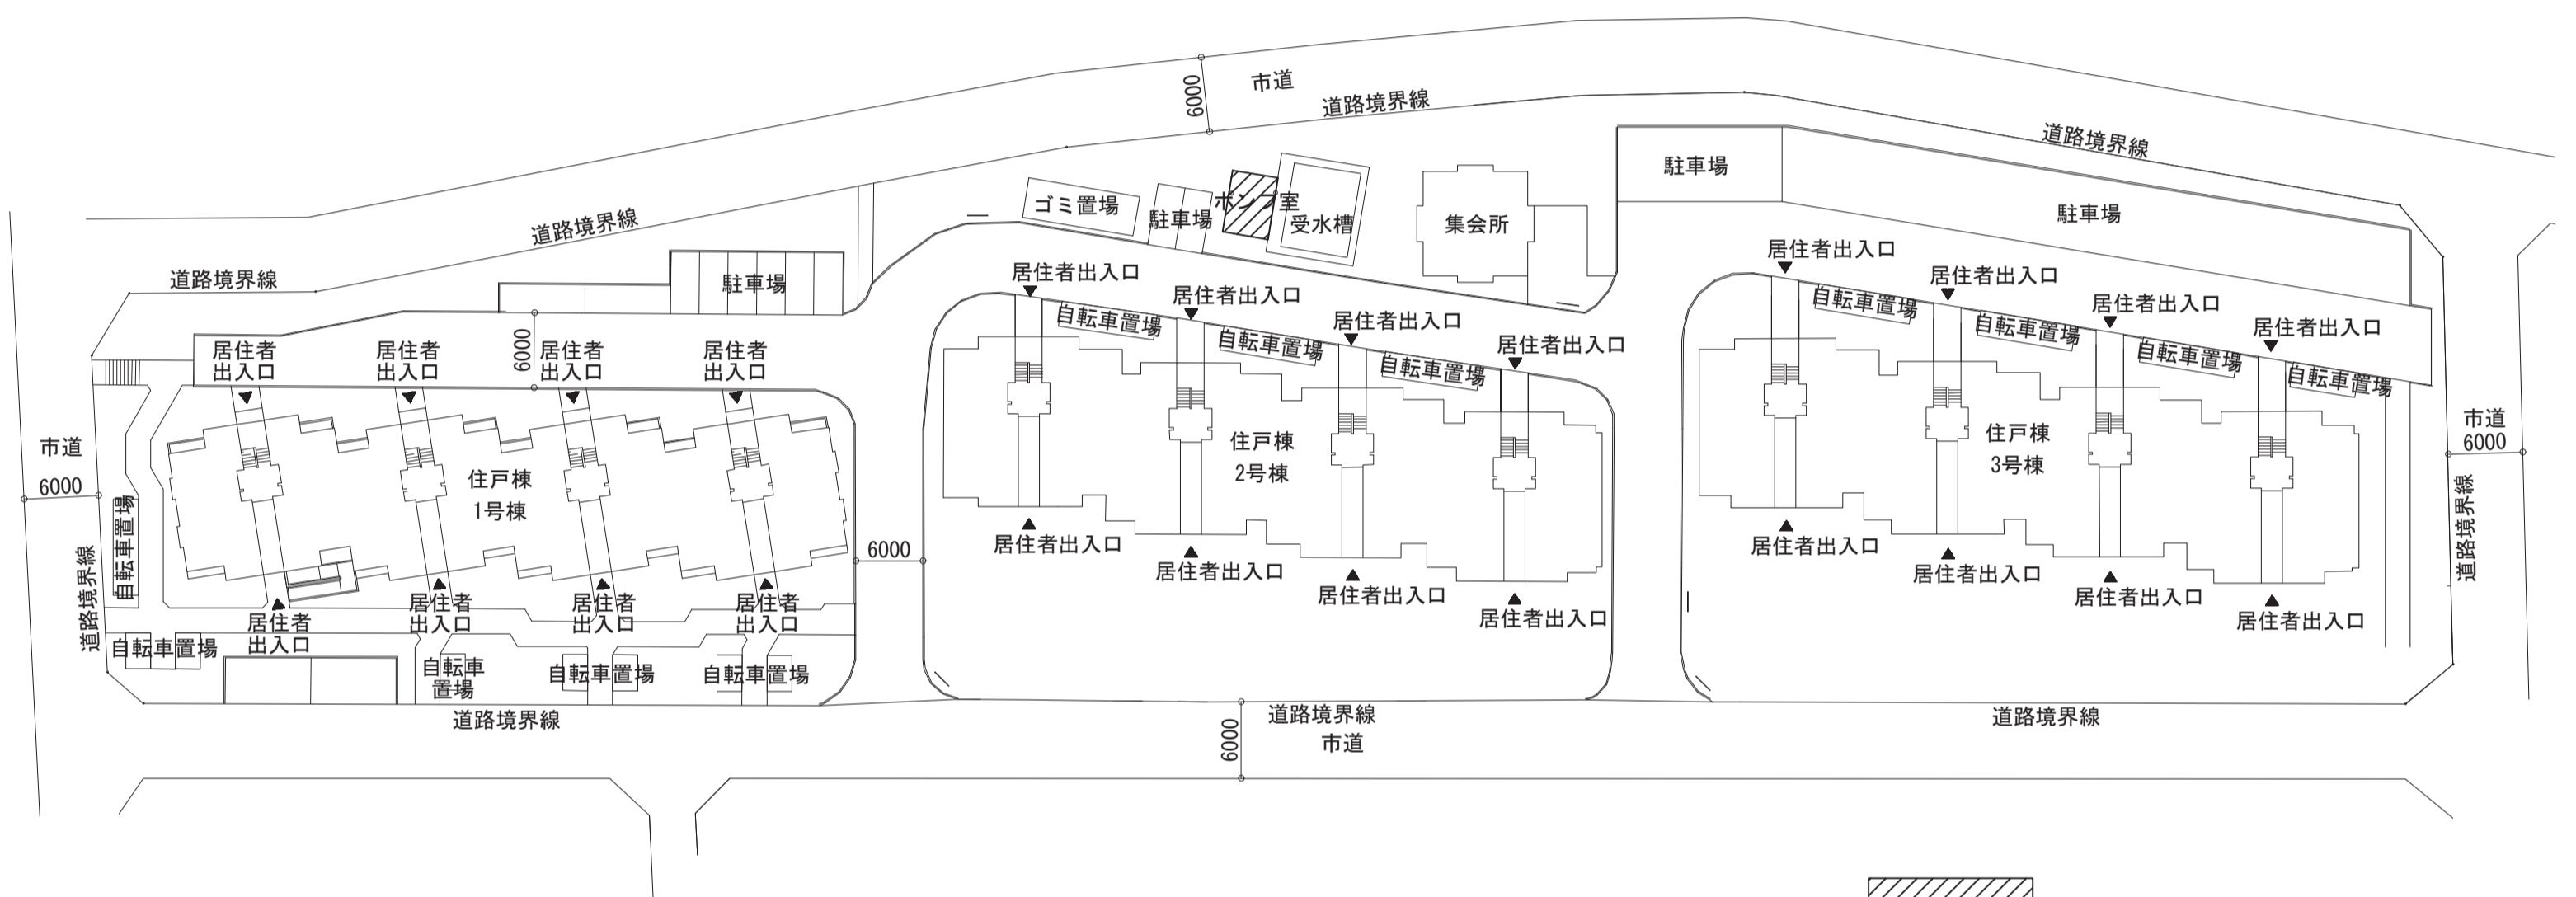 6000
市道
道路境界線
道路境界線
道路境界線
道路境界線
駐車場
駐車場
ゴミ置場
駐車場
ポンプ室
受水槽
集会所
駐車場
6000
居住者出入口
居住者出入口
居住者出入口
居住者出入口
自転車置場
自転車置場
自転車置場
居住者出入口
居住者出入口
居住者出入口
居住者出入口
自転車置場
自転車置場
自転車置場
自転車置場
居住者
出入口
居住者
出入口
居住者
出入口
居住者
出入口
市道
6000
道路境界線
自転車置場
住戸棟
1号棟
住戸棟
2号棟
住戸棟
3号棟
市道
6000
道路境界線
6000
居住者出入口
居住者出入口
居住者出入口
居住者出入口
居住者出入口
居住者出入口
居住者出入口
居住者出入口
居住者
出入口
居住者
出入口
居住者
出入口
居住者
出入口
自転車置場
自転車
置場
自転車置場
自転車置場
道路境界線
道路境界線
道路境界線
6000
市道